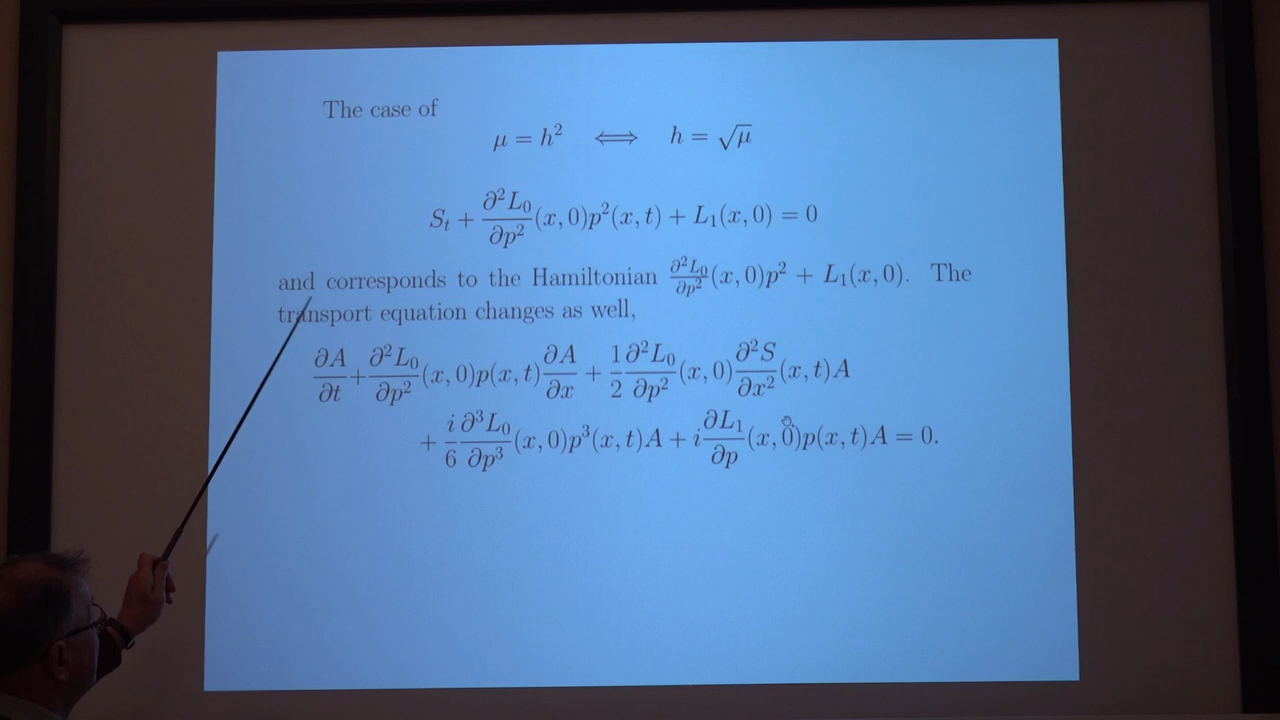 The case of
μ = h² ⟺ h = √μ
S_t + ∂²L₀/∂p² (x, 0)p²(x, t) + L₁(x, 0) = 0
and corresponds to the Hamiltonian ∂²L₀/∂p² (x, 0)p² + L₁(x, 0). The
transport equation changes as well,
∂A/∂t + ∂²L₀/∂p² (x, 0)p(x, t) ∂A/∂x + 1/2 ∂²L₀/∂p² (x, 0) ∂²S/∂x² (x, t)A
+ i/6 ∂³L₀/∂p³ (x, 0)p³(x, t)A + i ∂L₁/∂p (x, 0)p(x, t)A = 0.